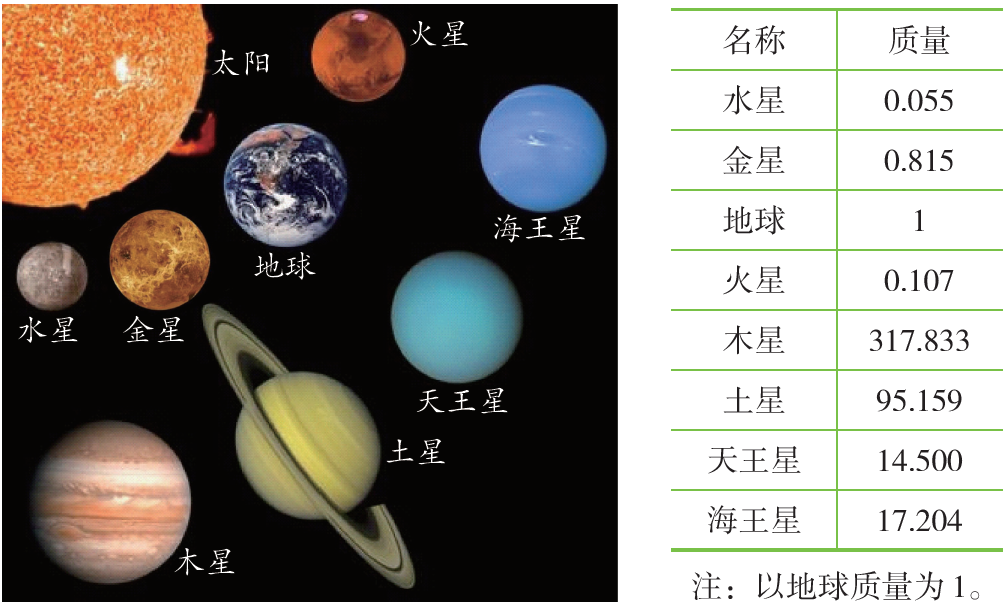 太阳
火星
海王星
地球
水星
金星
天王星
土星
木星
名称 质量
水星 0.055
金星 0.815
地球 1
火星 0.107
木星 317.833
土星 95.159
天王星 14.500
海王星 17.204
注：以地球质量为1。